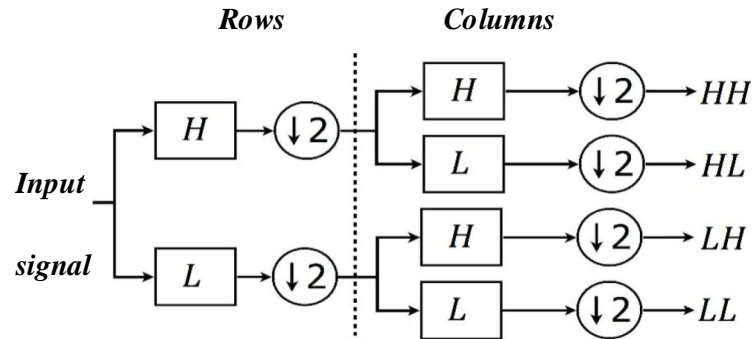 Rows Columns
H ↓2 HH
H ↓2
L ↓2 HL
Input
signal
H ↓2 LH
L ↓2
L ↓2 LL